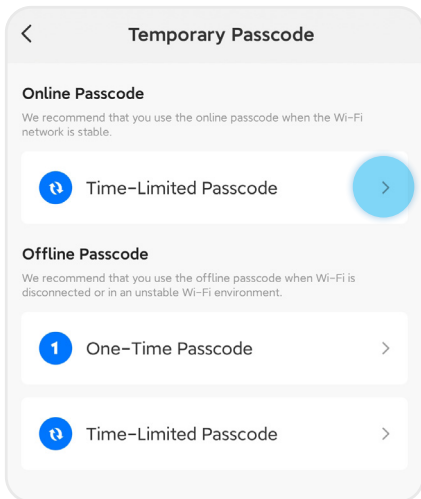 Temporary Passcode
Online Passcode
We recommend that you use the online passcode when the Wi-Fi
network is stable.
Time-Limited Passcode
Offline Passcode
We recommend that you use the offline passcode when Wi-Fi is
disconnected or in an unstable Wi-Fi environment.
1 One-Time Passcode
Time-Limited Passcode